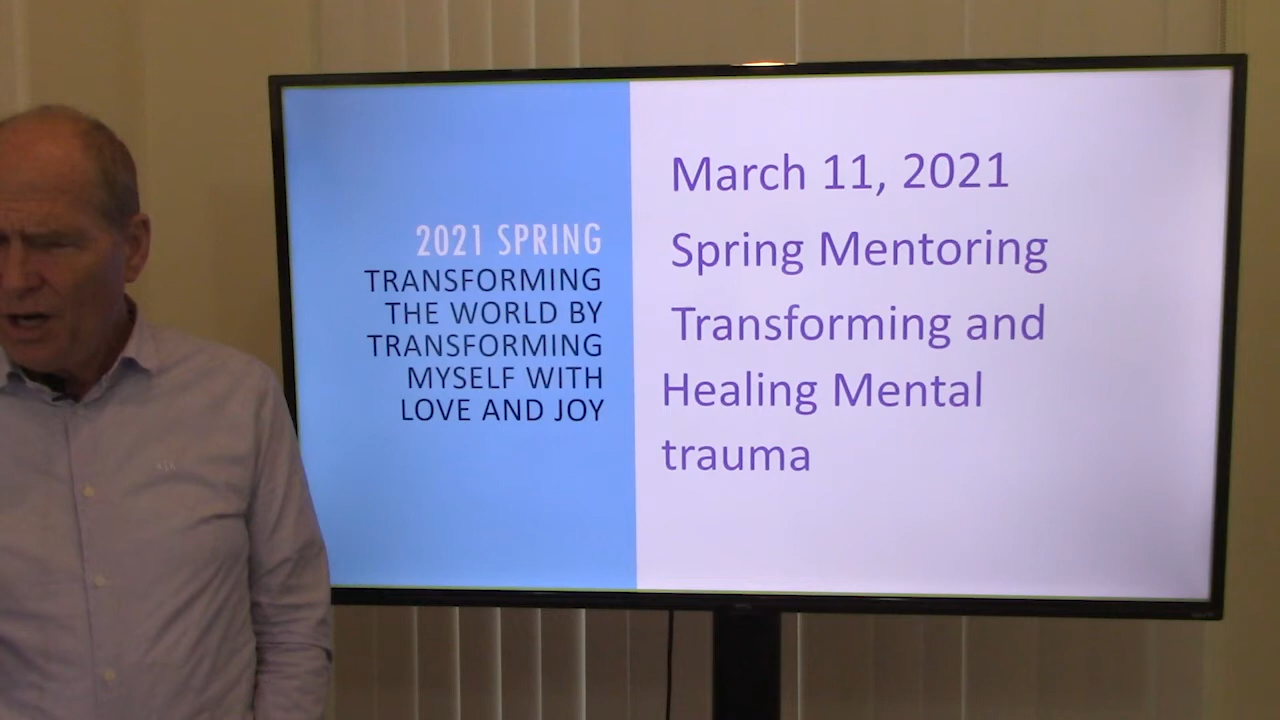 2021 SPRING
TRANSFORMING
THE WORLD BY
TRANSFORMING
MYSELF WITH
LOVE AND JOY
March 11, 2021
Spring Mentoring
Transforming and
Healing Mental
trauma